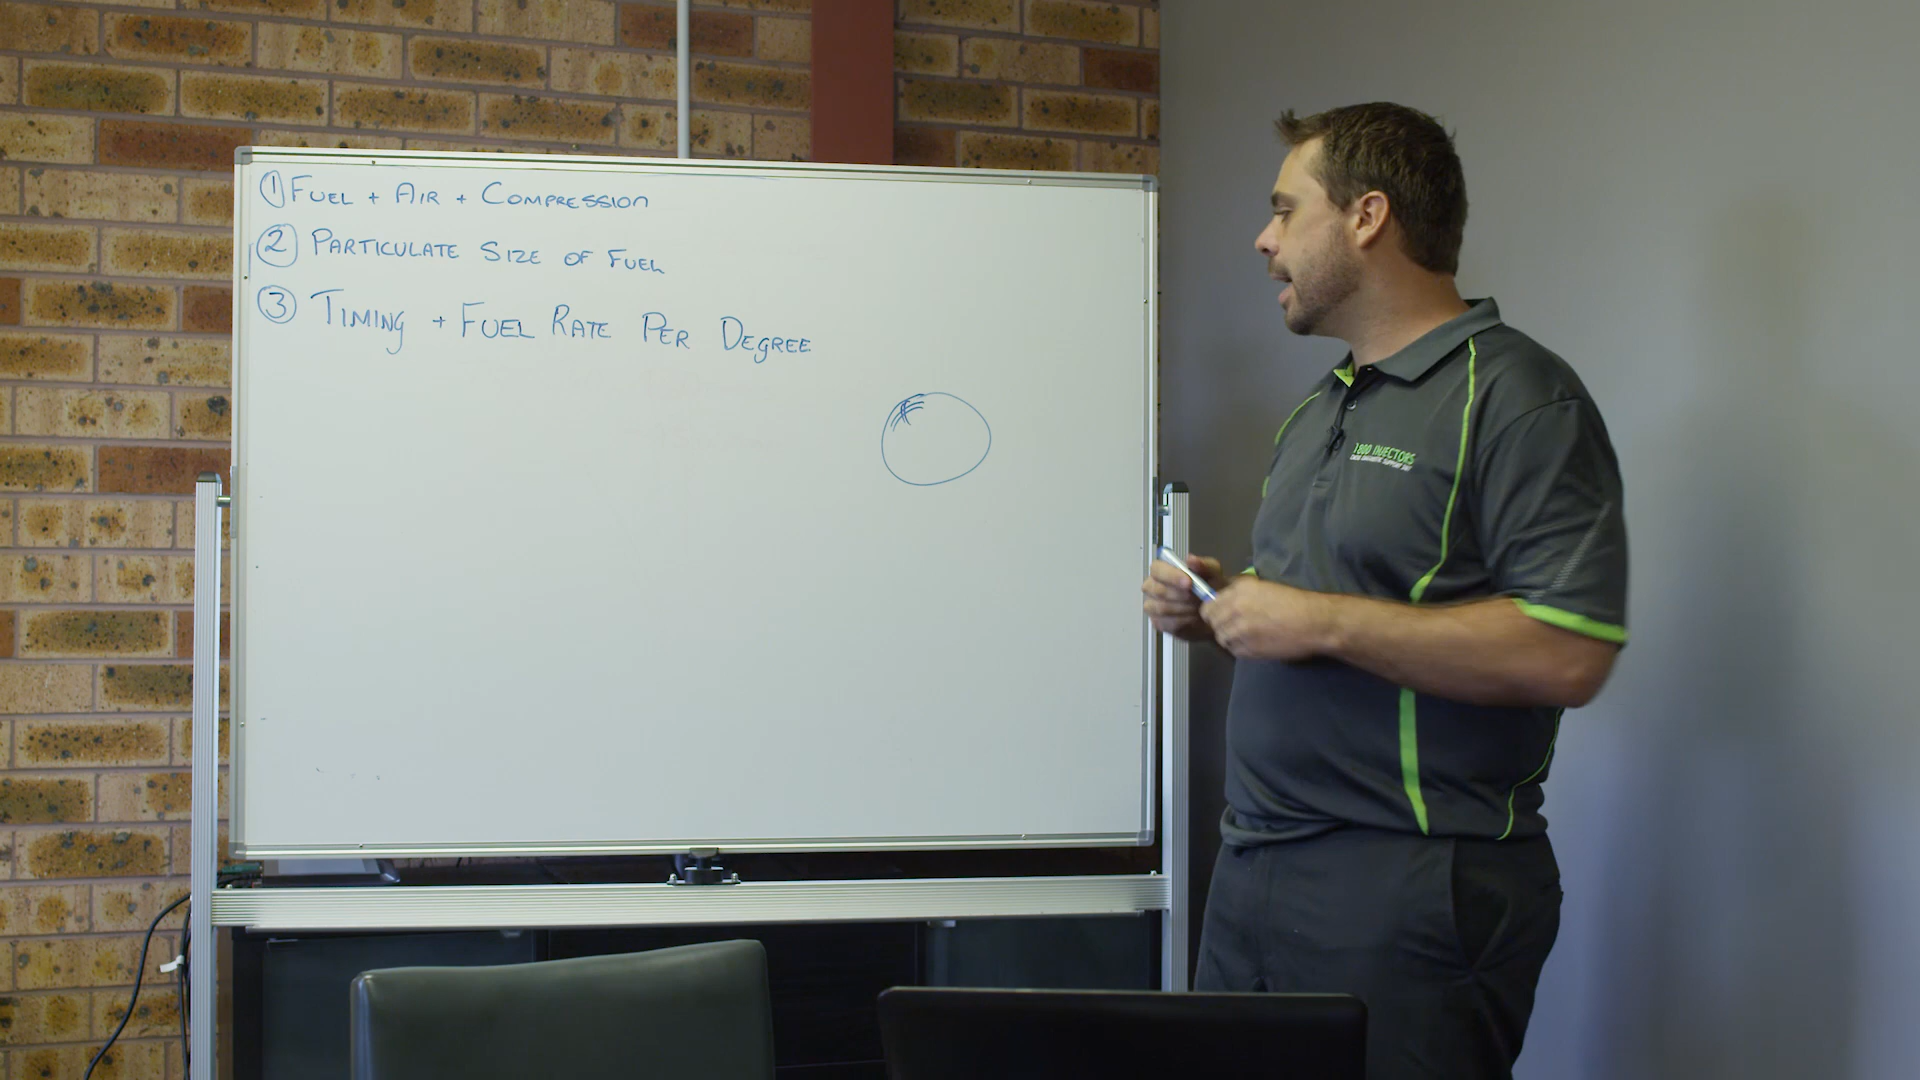 ① FUEL + AIR + COMPRESSION
② PARTICULATE SIZE OF FUEL
③ TIMING + FUEL RATE PER DEGREE
1800 INJECTORS